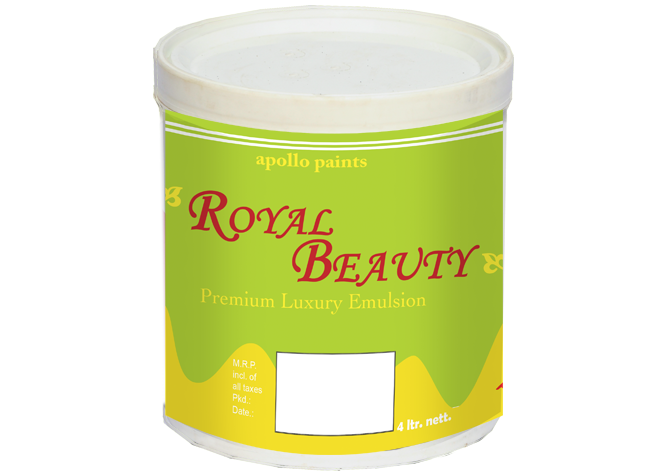 apollo paints
ROYAL
BEAUTY
Premium Luxury Emulsion
M.R.P.
incl. of
all taxes
Pkd.:
Date.:
4 ltr. nett.